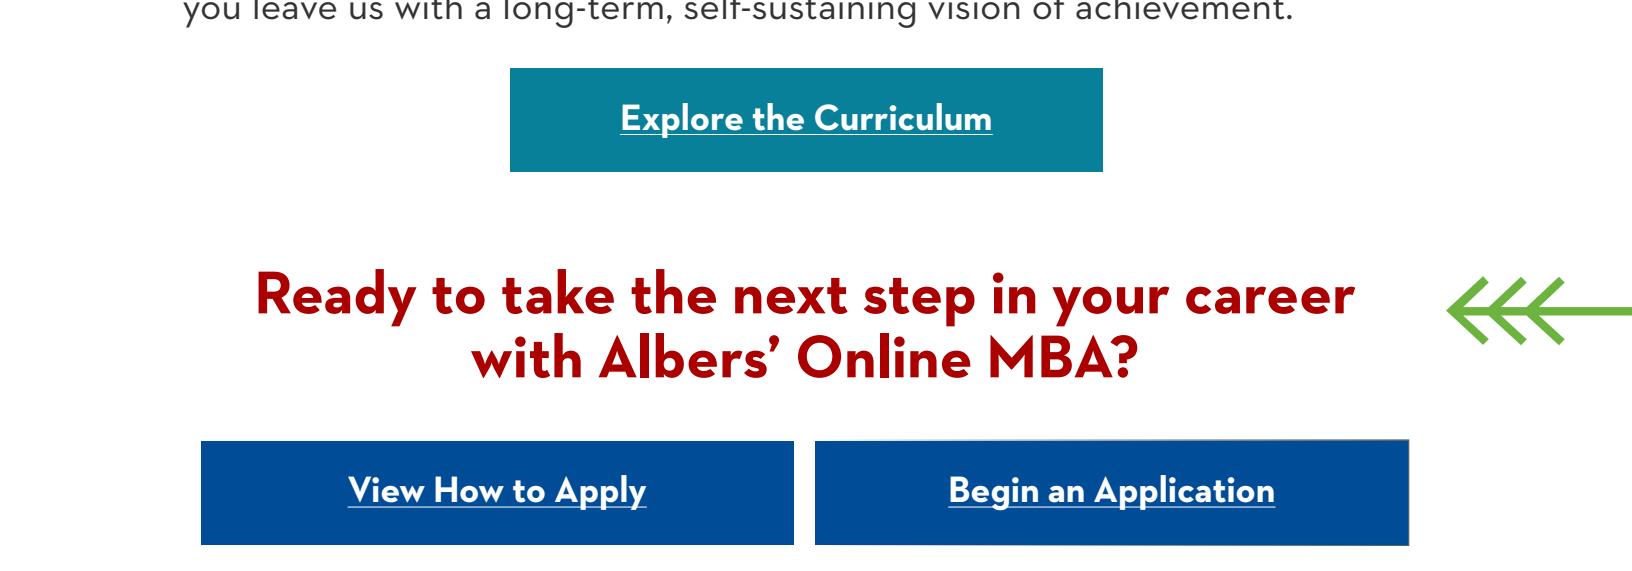 you leave us with a long-term, self-sustaining vision of achievement.
Explore the Curriculum
Ready to take the next step in your career
with Albers’ Online MBA?
View How to Apply
Begin an Application